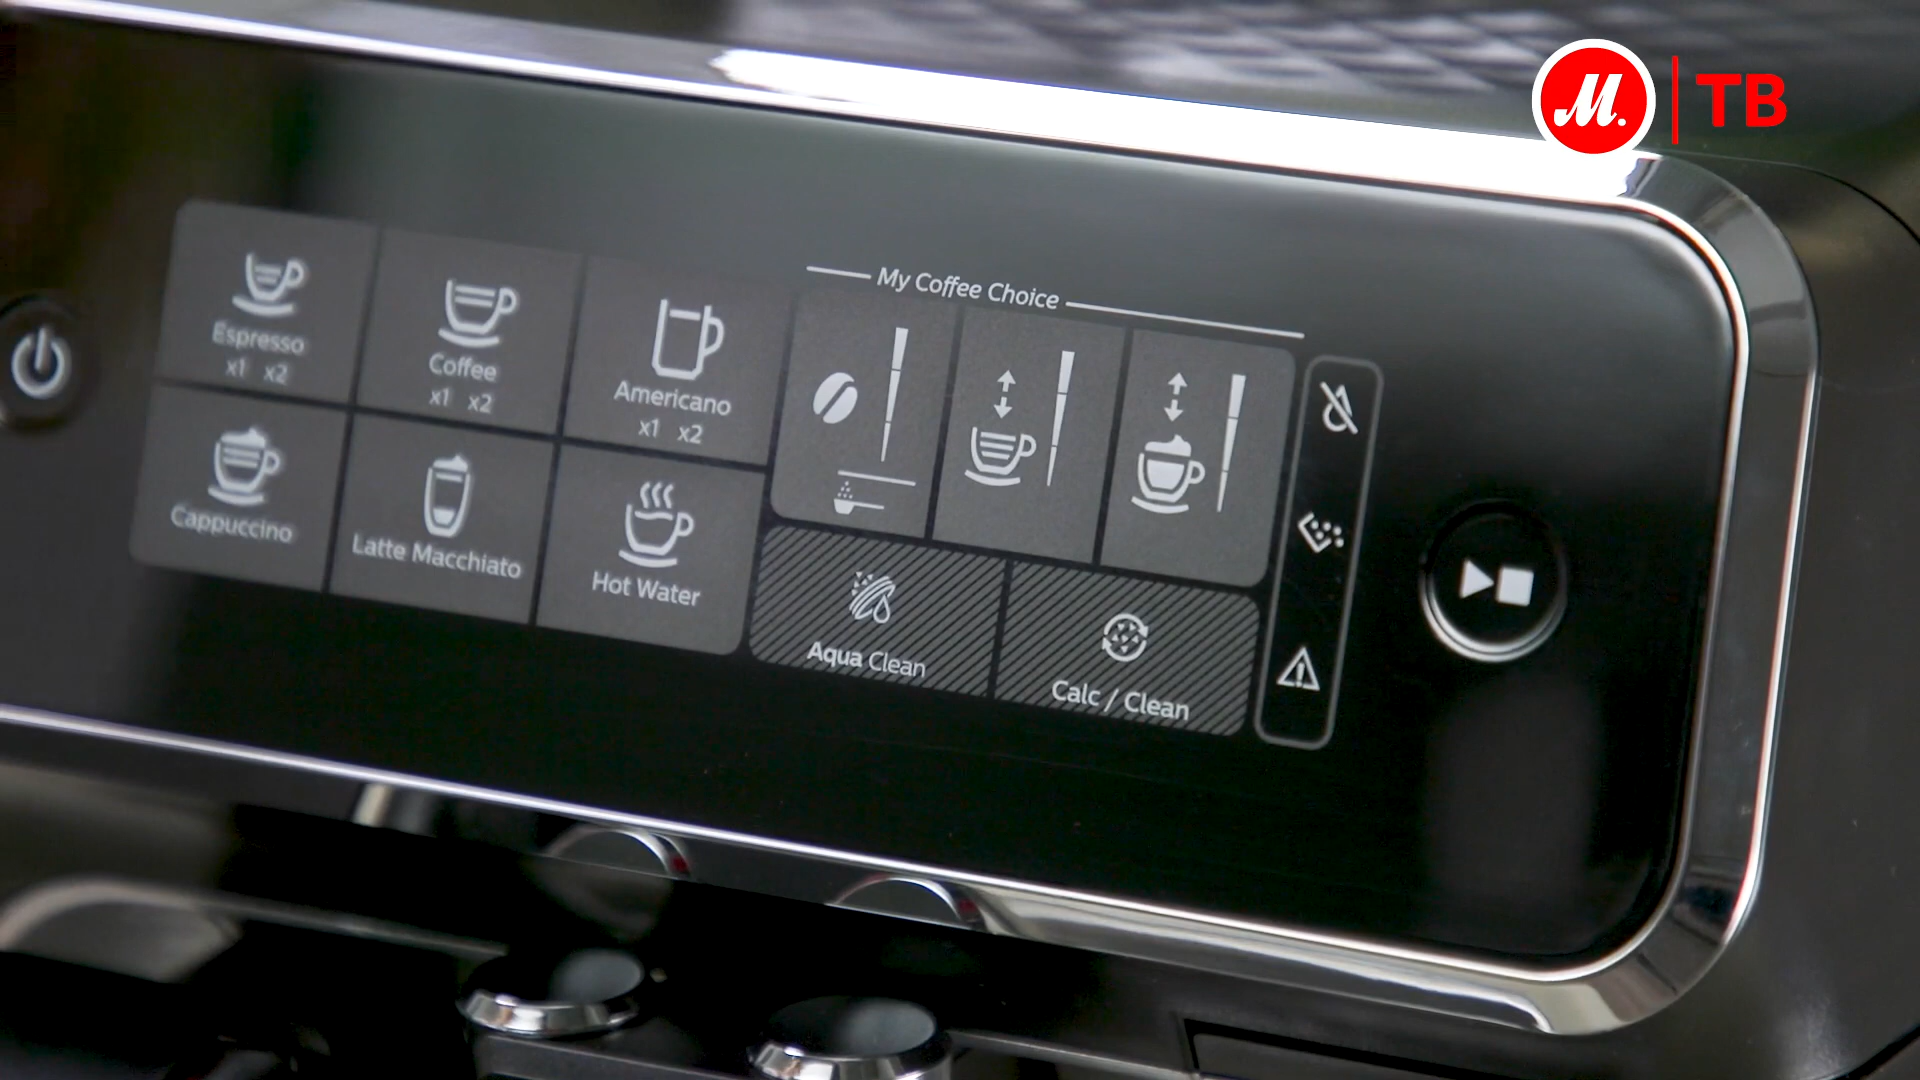 M. ТВ
My Coffee Choice
Espresso
x1 x2
Coffee
x1 x2
Americano
x1 x2
Cappuccino
Latte Macchiato
Hot Water
Aqua Clean
Calc / Clean